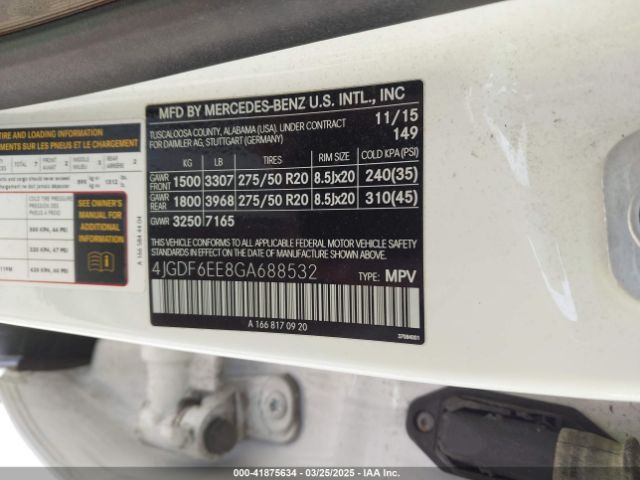 TIRE AND LOADING INFORMATION
SEE OWNER'S
MANUAL FOR
ADDITIONAL
INFORMATION
A 166 584 44 04
MFD BY MERCEDES-BENZ U.S. INTL., INC
TUSCALOOSA COUNTY, ALABAMA (USA). UNDER CONTRACT
FOR DAIMLER AG, STUTTGART (GERMANY)
11/15
149
KG LB TIRES RIM SIZE COLD KPA (PSI)
GAWR FRONT 1500 3307 275/50 R20 8.5Jx20 240(35)
GAWR REAR 1800 3968 275/50 R20 8.5Jx20 310(45)
GVWR 3250 7165
THIS VEHICLE CONFORMS TO ALL APPLICABLE FEDERAL MOTOR VEHICLE
SAFETY STANDARDS IN EFFECT ON THE DATE OF MANUFACTURE SHOWN ABOVE.
4JGDF6EE8GA688532
TYPE: MPV
A 166 817 09 20
000-41875634 / 03/25/2025 / IAA Inc.